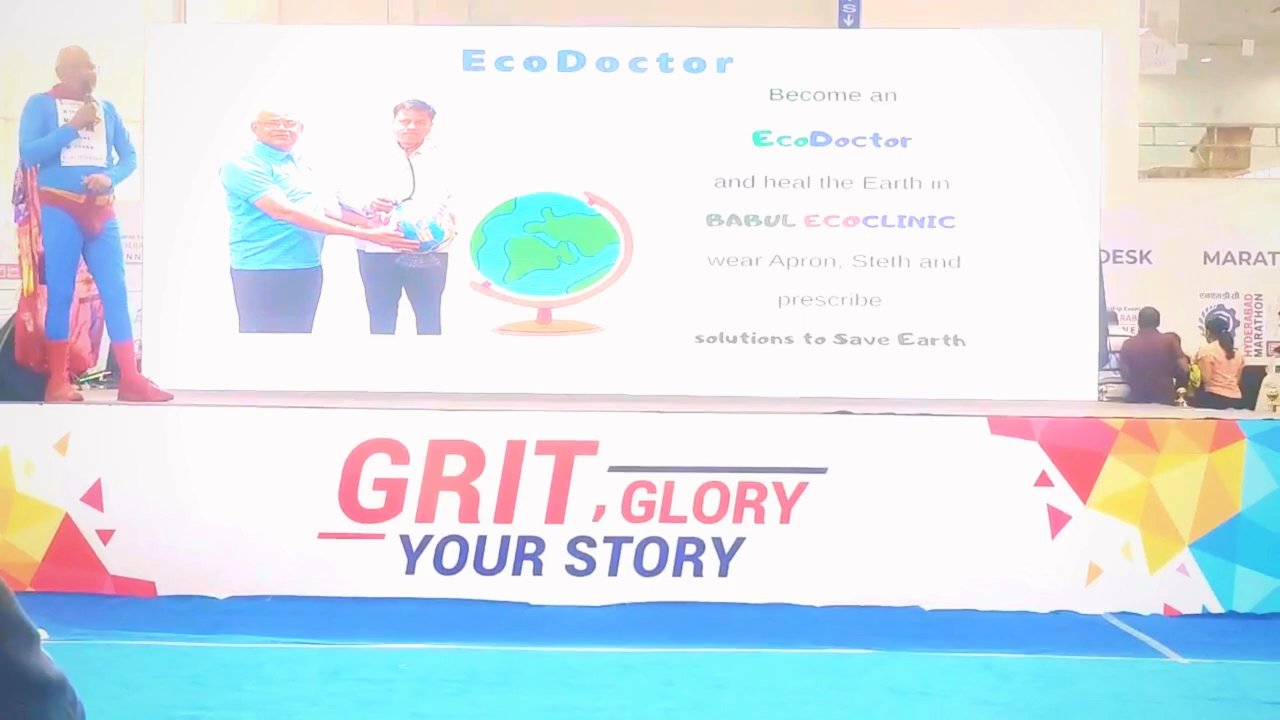 EcoDoctor
Become an
EcoDoctor
and heal the Earth in
BABUL ECOCLINIC
wear Apron, Steth and
prescribe
solutions to Save Earth
DESK
MARAT
एनएमडीसी
HYDERABAD
MARATHON
GRIT, GLORY
YOUR STORY